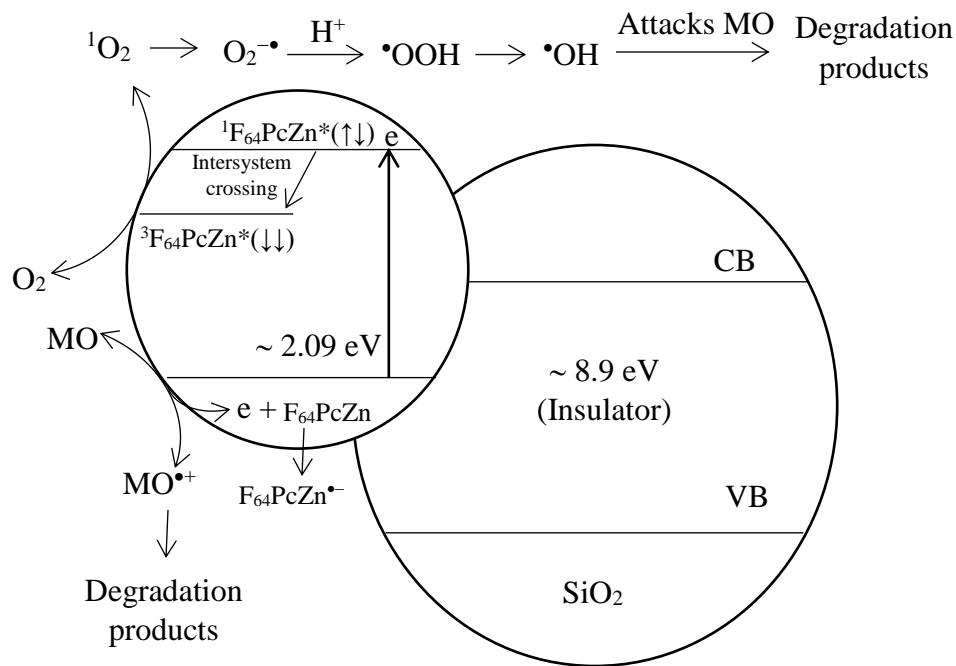 ¹O₂ → O₂⁻• H⁺ → •OOH → •OH Attacks MO → Degradation products
¹F₆₄PcZn*(↑↓) e
Intersystem
crossing
³F₆₄PcZn*(↓↓)
O₂
CB
MO
~ 2.09 eV
~ 8.9 eV
(Insulator)
e + F₆₄PcZn
MO•⁺
F₆₄PcZn•⁻
VB
Degradation
products
SiO₂